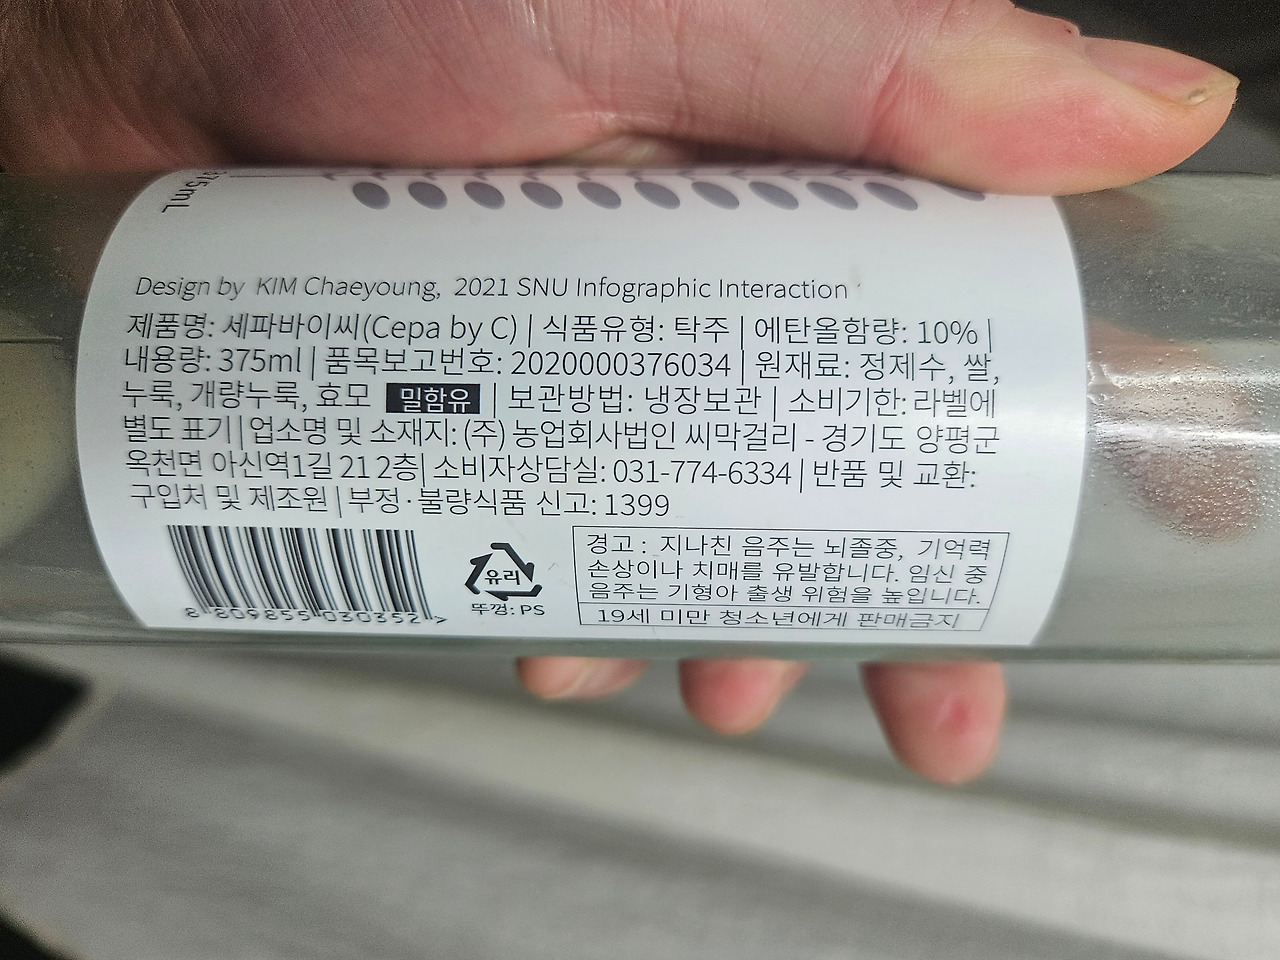 375mL
Design by KIM Chaeyoung, 2021 SNU Infographic Interaction
제품명: 세파바이씨(Cepa by C) | 식품유형: 탁주 | 에탄올함량: 10% |
내용량: 375ml | 품목보고번호: 2020000376034 | 원재료: 정제수, 쌀,
누룩, 개량누룩, 효모 밀함유 | 보관방법: 냉장보관 | 소비기한: 라벨에
별도 표기 | 업소명 및 소재지: (주) 농업회사법인 씨막걸리 - 경기도 양평군
옥천면 아신역1길 21 2층| 소비자상담실: 031-774-6334 | 반품 및 교환:
구입처 및 제조원 | 부정·불량식품 신고: 1399
8 809855 030352 >
유리
뚜껑: PS
경고 : 지나친 음주는 뇌졸중, 기억력
손상이나 치매를 유발합니다. 임신 중
음주는 기형아 출생 위험을 높입니다.
19세 미만 청소년에게 판매금지